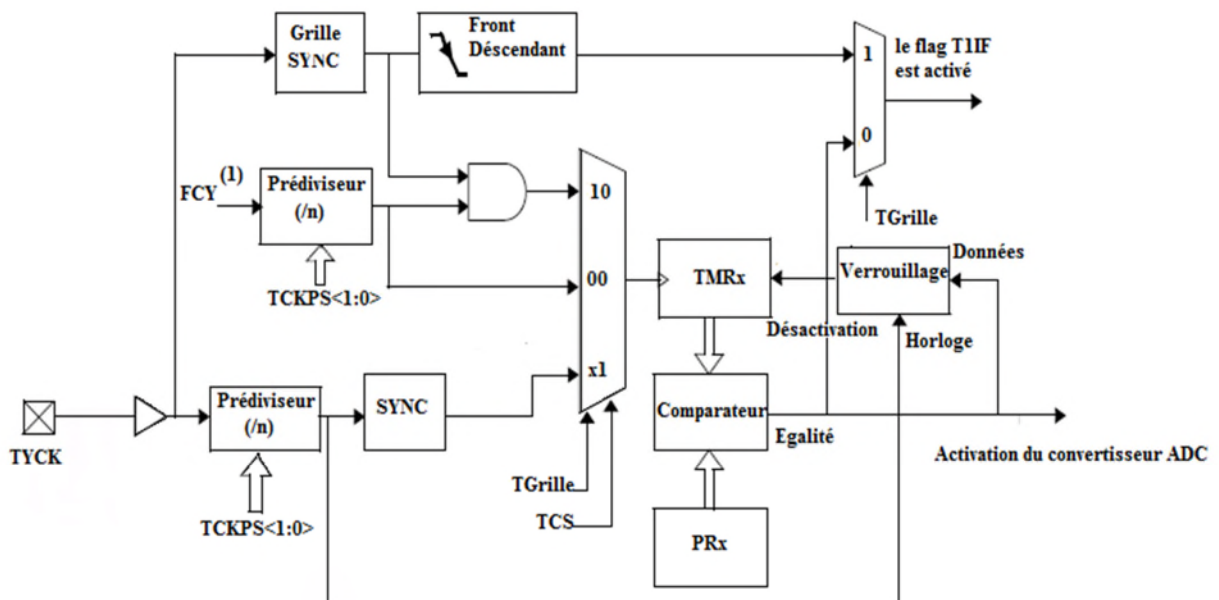 Grille
SYNC
Front
Déscendant
1
le flag T1IF
est activé
0
FCY
(1)
Prédiviseur
(/n)
10
TGrille
TCKPS<1:0>
00
TMRx
Verrouillage
Données
Désactivation
Horloge
x1
TYCK
Prédiviseur
(/n)
SYNC
Comparateur
Egalité
Activation du convertisseur ADC
TGrille
TCS
TCKPS<1:0>
PRx